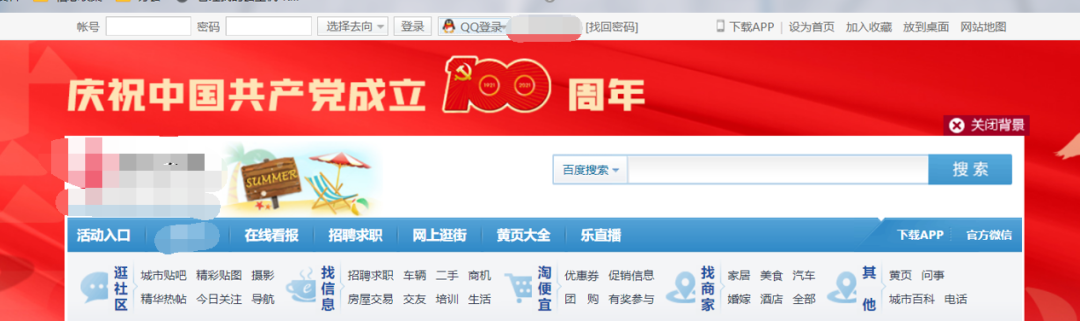 帐号 密码 选择去向 登录 QQ登录 [找回密码] 下载APP | 设为首页 加入收藏 放到桌面 网站地图
庆祝中国共产党成立100周年
1921 2021
关闭背景
SUMMER
百度搜索 搜索
活动入口 在线看报 招聘求职 网上逛街 黄页大全 乐直播 下载APP 官方微信
逛社区 城市贴吧 精彩贴图 摄影
精华热帖 今日关注 导航
找信息 招聘求职 车辆 二手 商机
房屋交易 交友 培训 生活
淘便宜 优惠券 促销信息
团 购 有奖参与
找商家 家居 美食 汽车
婚嫁 酒店 全部
其他 黄页 问事
城市百科 电话